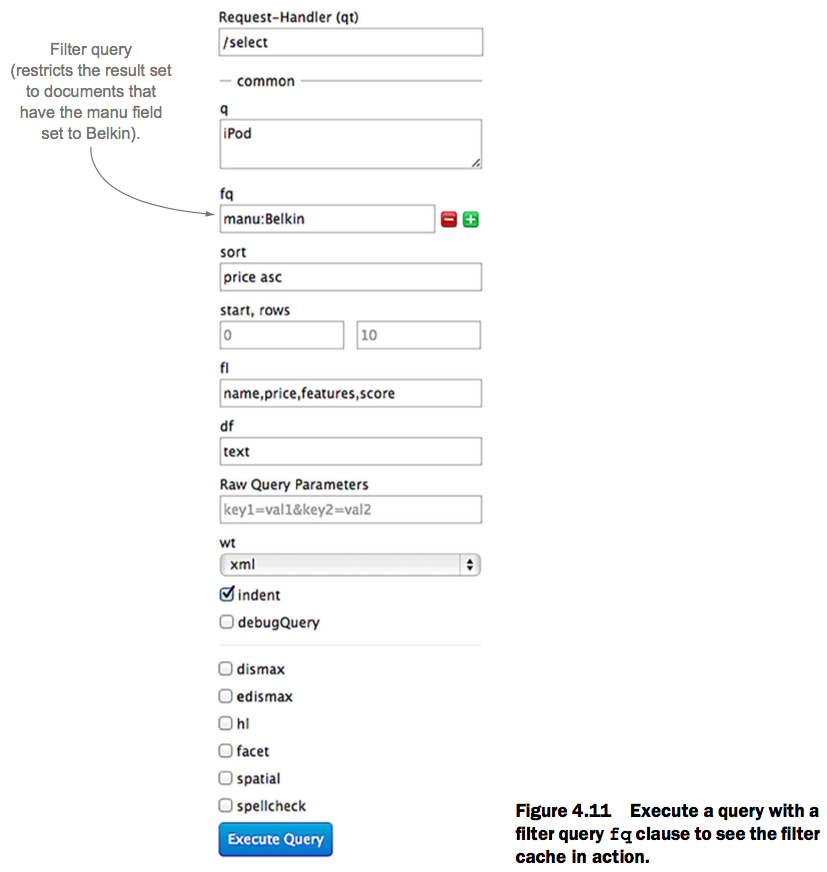 Request-Handler (qt)
/select
Filter query
(restricts the result set
to documents that
have the manu field
set to Belkin).
common
q
iPod
fq
manu:Belkin
sort
price asc
start, rows
0 10
fl
name,price,features,score
df
text
Raw Query Parameters
key1=val1&key2=val2
wt
xml
indent
debugQuery
dismax
edismax
hl
facet
spatial
spellcheck
Execute Query
Figure 4.11 Execute a query with a
filter query fq clause to see the filter
cache in action.